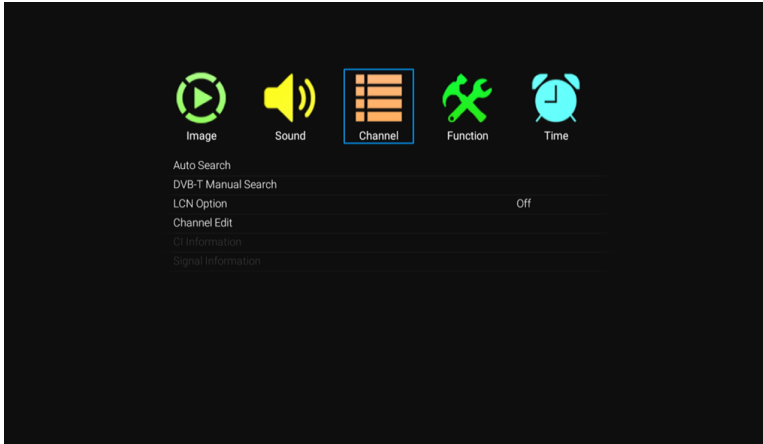 Image Sound Channel Function Time
Auto Search
DVB-T Manual Search
LCN Option Off
Channel Edit
CI Information
Signal Information